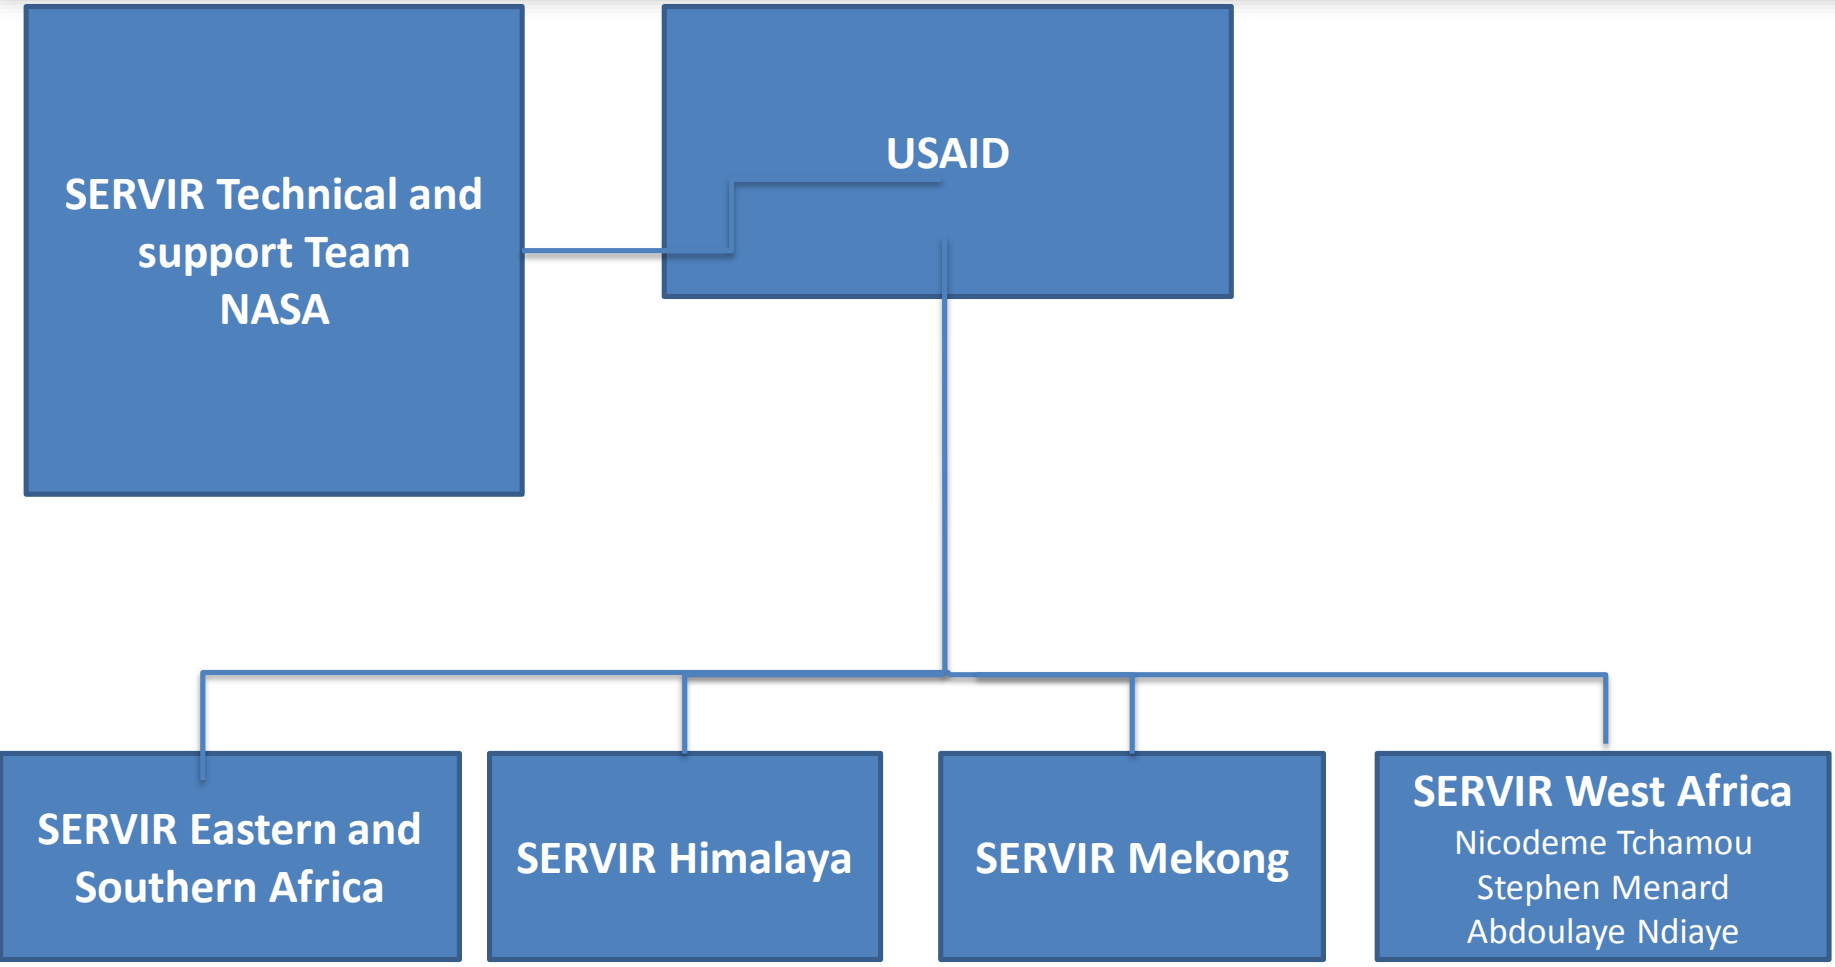 SERVIR Technical and
support Team
NASA
USAID
SERVIR Eastern and
Southern Africa
SERVIR Himalaya
SERVIR Mekong
SERVIR West Africa
Nicodeme Tchamou
Stephen Menard
Abdoulaye Ndiaye